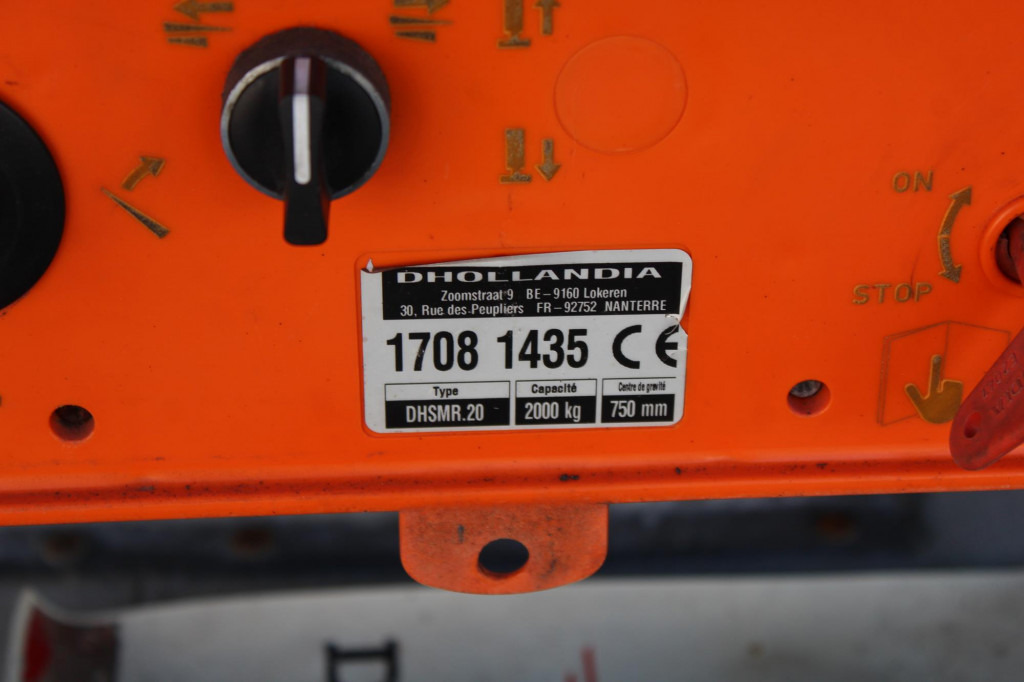 ON
STOP
DHOLLANDIA
Zoomstraat 9 BE-9160 Lokeren
30, Rue des Peupliers FR-92752 NANTERRE
1708 1435 CE
Type Capacité Centre de gravité
DHSMR.20 2000 kg 750 mm